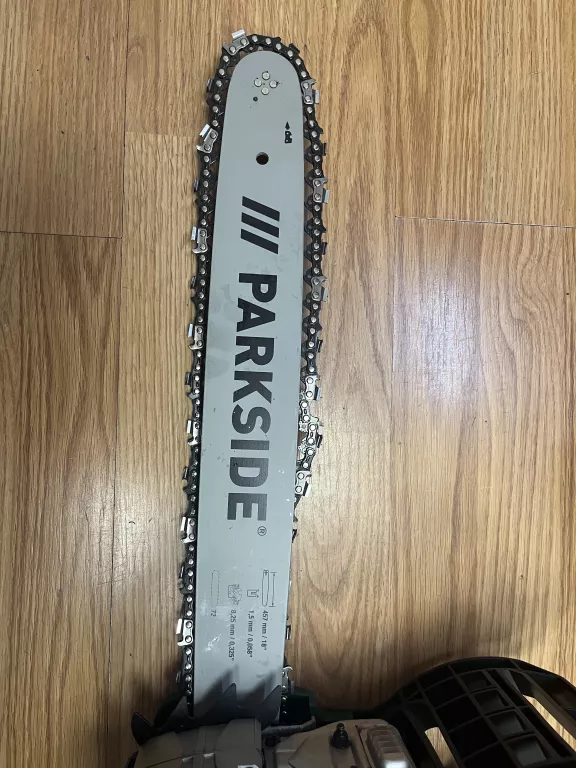 /// PARKSIDE®
457 mm / 18"
1,5 mm / 0,058"
8,25 mm / 0,325"
72